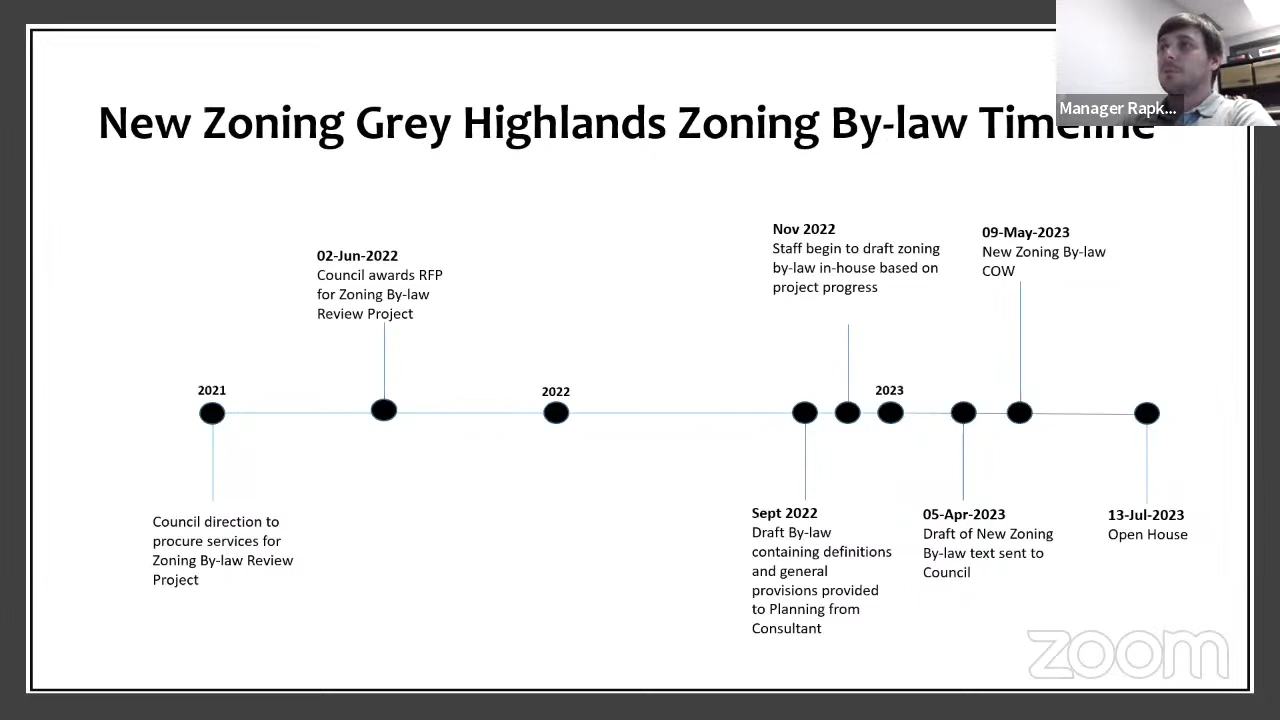 New Zoning Grey Highlands Zoning By-law Timeline
Manager Rapk...
Nov 2022
Staff begin to draft zoning
by-law in-house based on
project progress
09-May-2023
New Zoning By-law
COW
02-Jun-2022
Council awards RFP
for Zoning By-law
Review Project
2021
2022
2023
Council direction to
procure services for
Zoning By-law Review
Project
Sept 2022
Draft By-law
containing definitions
and general
provisions provided
to Planning from
Consultant
05-Apr-2023
Draft of New Zoning
By-law text sent to
Council
13-Jul-2023
Open House
zoom